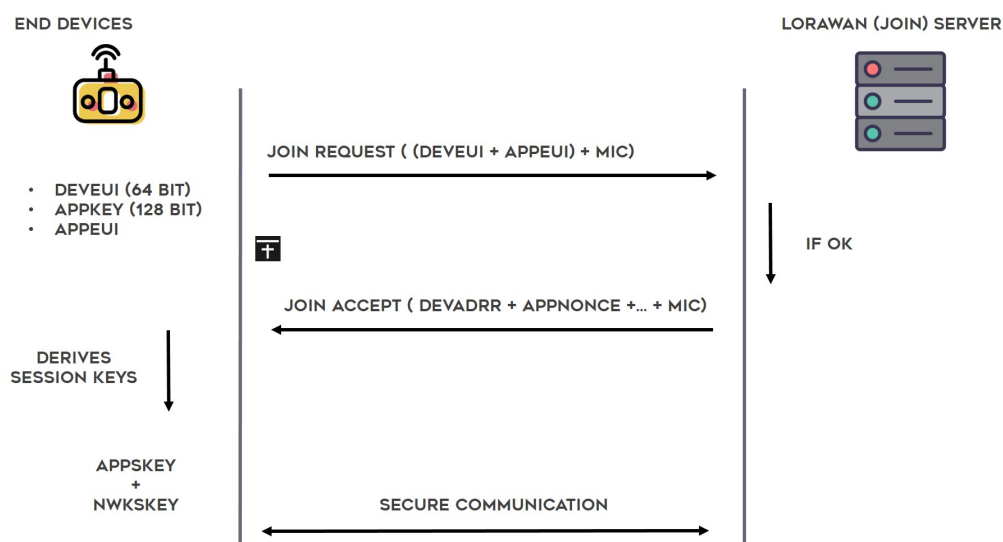 END DEVICES
LORAWAN (JOIN) SERVER
JOIN REQUEST ( (DEVEUI + APPEUI) + MIC)
• DEVEUI (64 BIT)
• APPKEY (128 BIT)
• APPEUI
IF OK
JOIN ACCEPT ( DEVADRR + APPNONCE +... + MIC)
DERIVES
SESSION KEYS
APPSKEY
+
NWKSKEY
SECURE COMMUNICATION